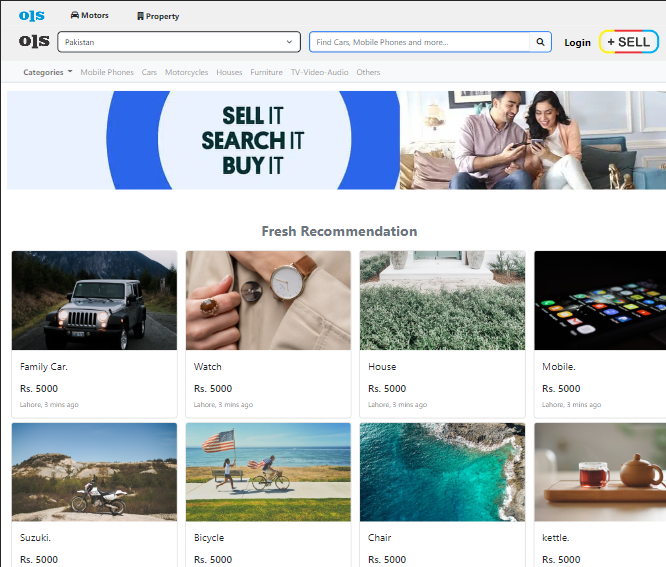 ols
Motors
Property
ols
Pakistan
Find Cars, Mobile Phones and more...
Login
+ SELL
Categories
Mobile Phones
Cars
Motorcycles
Houses
Furniture
TV-Video-Audio
Others
SELL IT
SEARCH IT
BUY IT
Fresh Recommendation
Family Car.
Rs. 5000
Lahore, 3 mins ago
Watch
Rs. 5000
Lahore, 3 mins ago
House
Rs. 5000
Lahore, 3 mins ago
Mobile.
Rs. 5000
Lahore, 3 mins ago
Suzuki.
Rs. 5000
Bicycle
Rs. 5000
Chair
Rs. 5000
kettle.
Rs. 5000